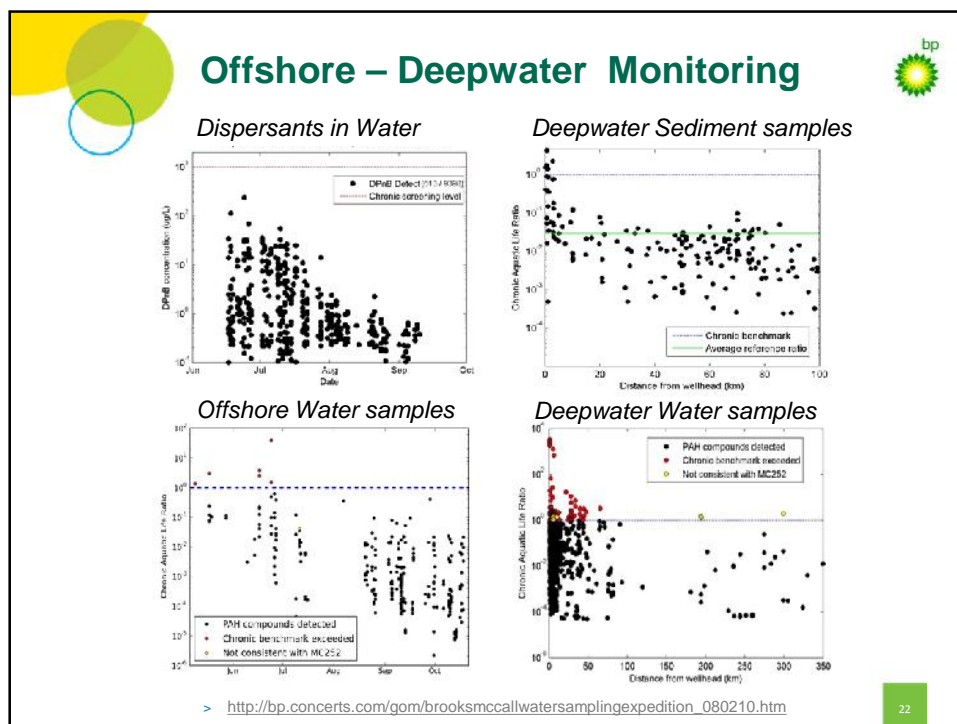 Offshore – Deepwater Monitoring
bp
Dispersants in Water
Deepwater Sediment samples
DPnB Detect
Chronic screening level
DPnB concentration (ug/L)
Jun Jul Aug Sep Oct
Date
Chronic Aquatic Life Ratio
Chronic benchmark
Average reference ratio
0 20 40 60 80 100
Distance from wellhead (km)
Offshore Water samples
Deepwater Water samples
Chronic Aquatic Life Ratio
PAH compounds detected
Chronic benchmark exceeded
Not consistent with MC252
Jun Jul Aug Sep Oct
PAH compounds detected
Chronic benchmark exceeded
Not consistent with MC252
Chronic Aquatic Life Ratio
0 50 100 150 200 250 300 350
Distance from wellhead (km)
> http://bp.concerts.com/gom/brooksmccallwatersamplingexpedition_080210.htm
22